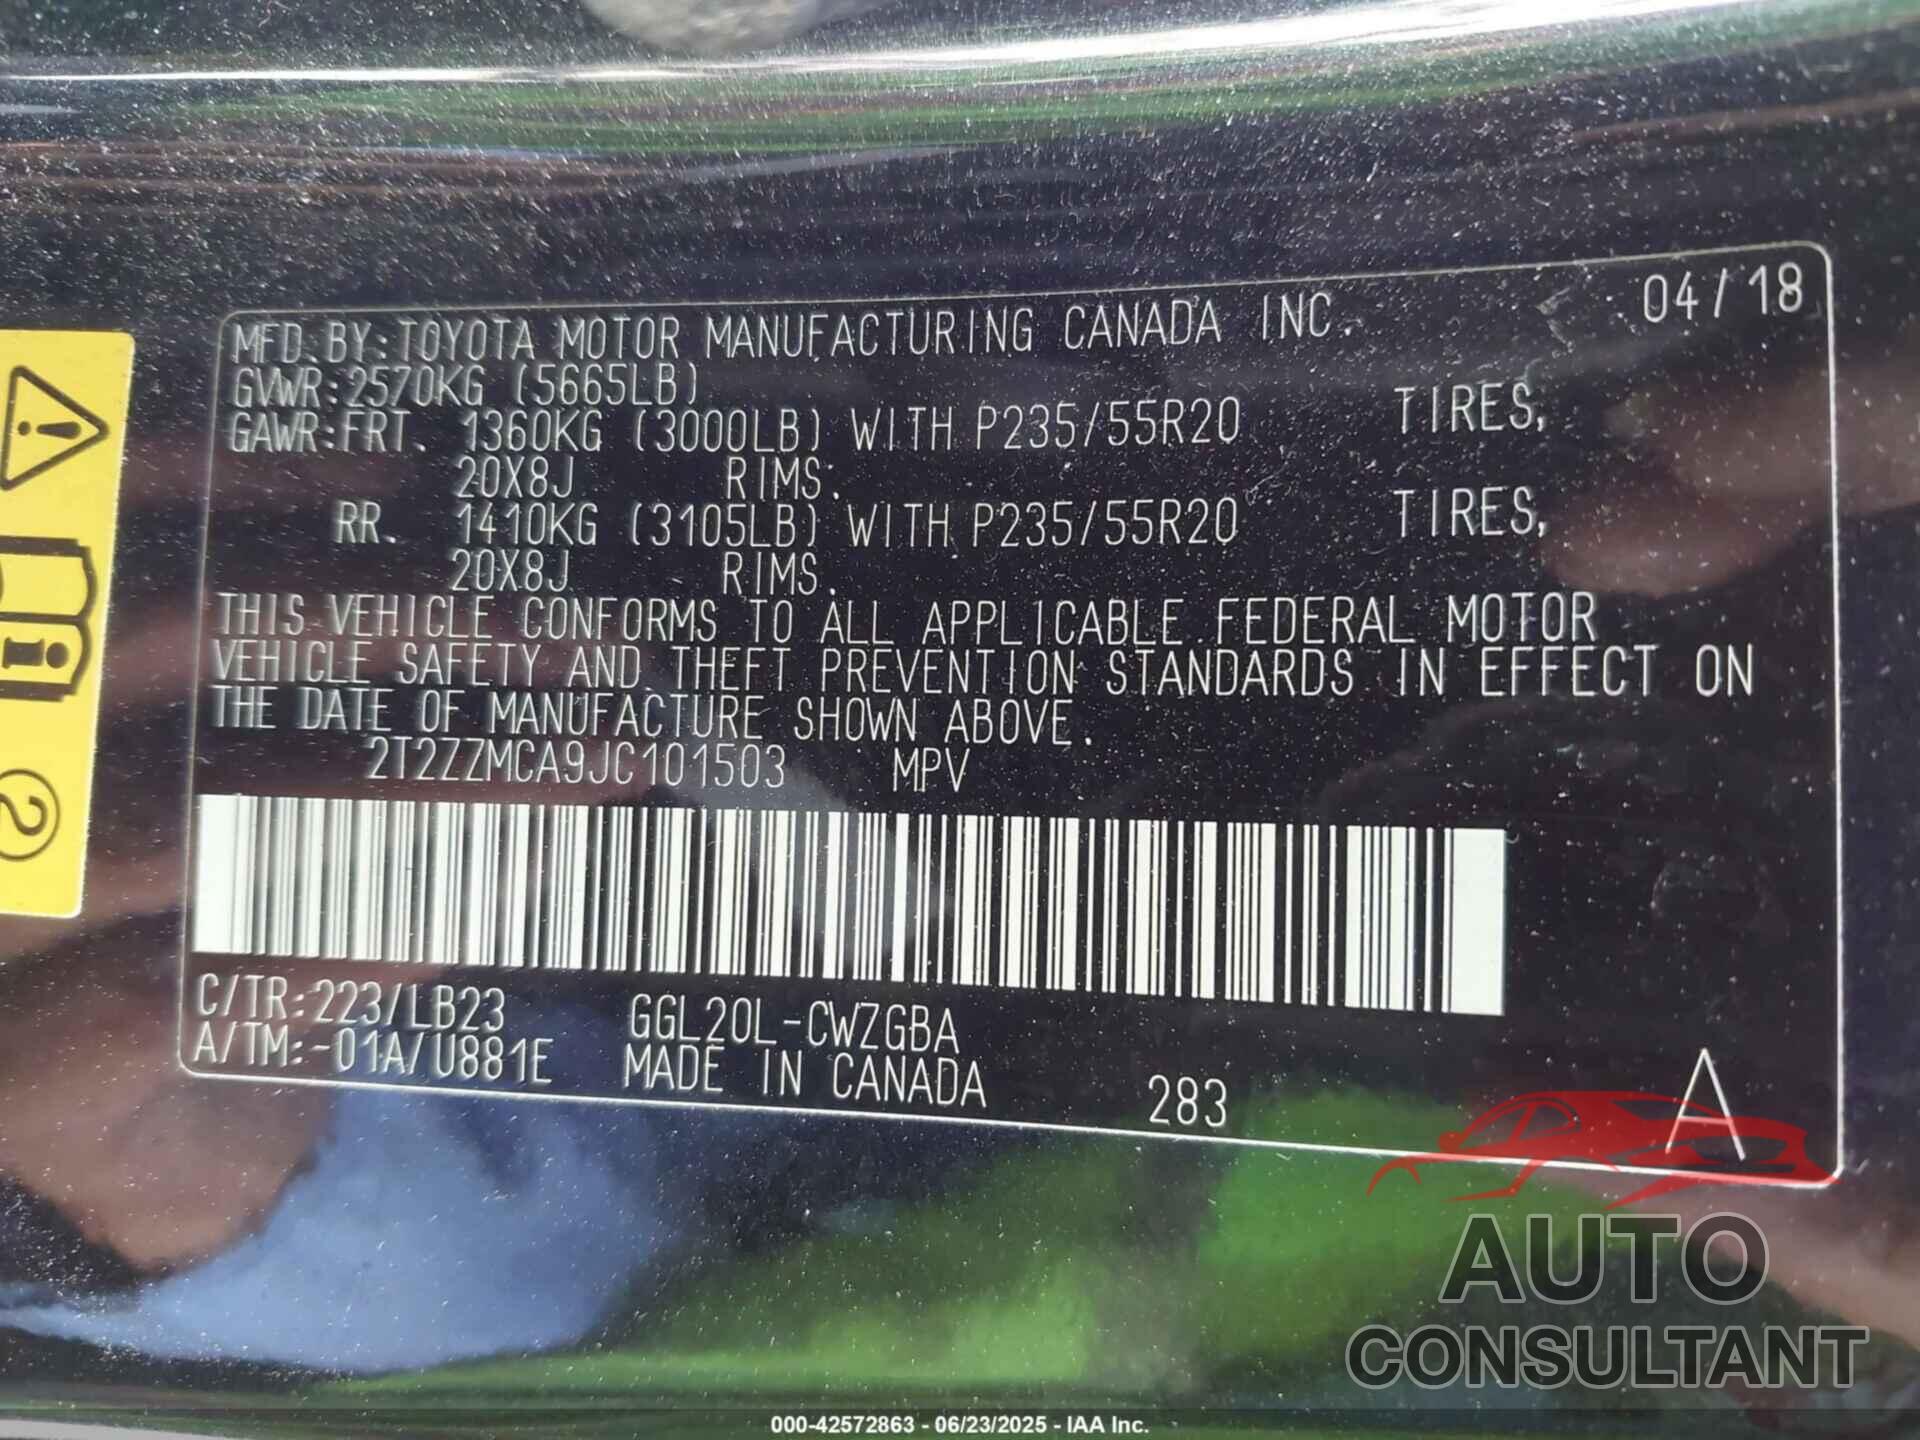 MFD. BY:TOYOTA MOTOR MANUFACTURING CANADA INC. 04/18
GVWR:2570KG (5665LB)
GAWR:FRT. 1360KG (3000LB) WITH P235/55R20 TIRES,
20X8J RIMS.
RR. 1410KG (3105LB) WITH P235/55R20 TIRES,
20X8J RIMS.
THIS VEHICLE CONFORMS TO ALL APPLICABLE FEDERAL MOTOR
VEHICLE SAFETY AND THEFT PREVENTION STANDARDS IN EFFECT ON
THE DATE OF MANUFACTURE SHOWN ABOVE.
2T2ZZMCA9JC101503 MPV
C/TR:223/LB23 GGL20L-CWZGBA
A/TM:-01A/U881E MADE IN CANADA 283 A
2
AUTO
CONSULTANT
000-42572863 - 06/23/2025 - IAA Inc.